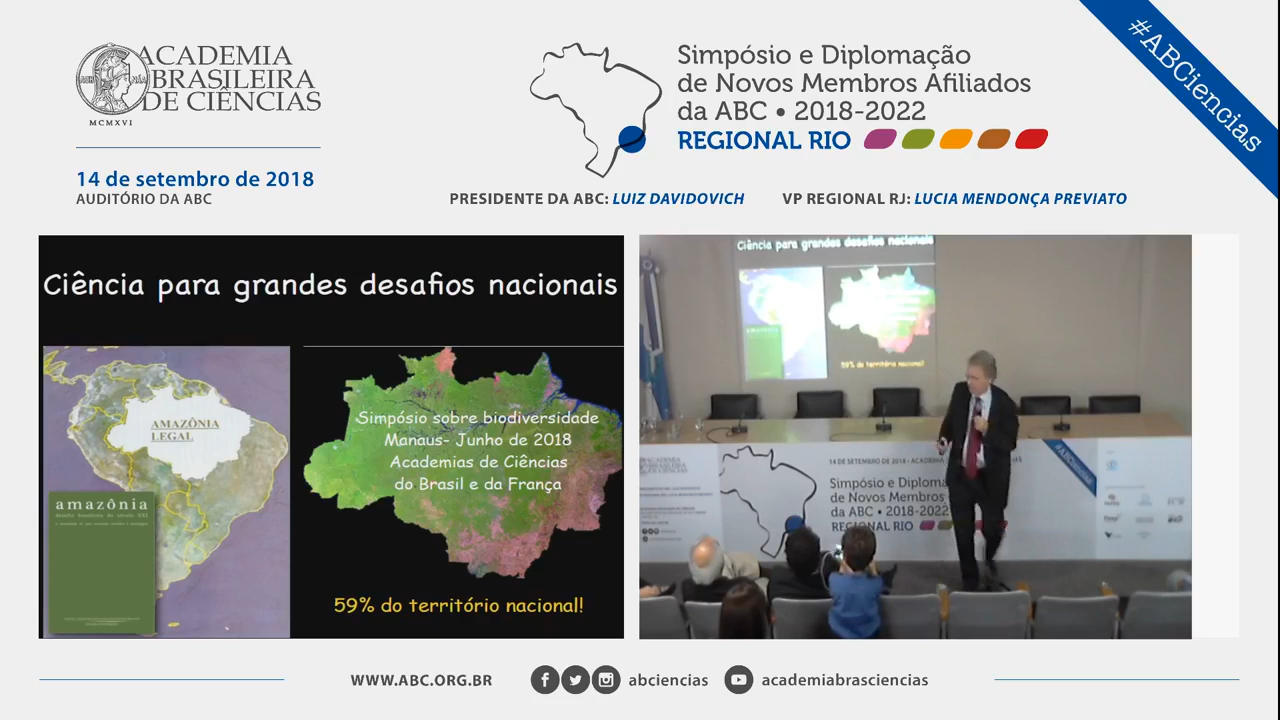 ACADEMIA
BRASILEIRA
DE CIÊNCIAS
MCMXVI
14 de setembro de 2018
AUDITÓRIO DA ABC
Simpósio e Diplomação
de Novos Membros Afiliados
da ABC • 2018-2022
REGIONAL RIO
#ABCiencias
PRESIDENTE DA ABC: LUIZ DAVIDOVICH
VP REGIONAL RJ: LUCIA MENDONÇA PREVIATO
Ciência para grandes desafios nacionais
AMAZÔNIA
LEGAL
amazônia
Simpósio sobre biodiversidade
Manaus- Junho de 2018
Academias de Ciências
do Brasil e da França
59% do território nacional!
Ciência para grandes desafios nacionais
59% do território nacional!
14 DE SETEMBRO DE 2018 •
Simpósio e Diploma
de Novos Membros
da ABC • 2018-2022
REGIONAL RIO
#ABCiencias
WWW.ABC.ORG.BR
abciencias
academiabrasciencias